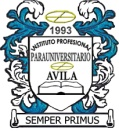 1993
INSTITUTO PROFESIONAL
PARAUNIVERSITARIO
AVILA
SEMPER PRIMUS